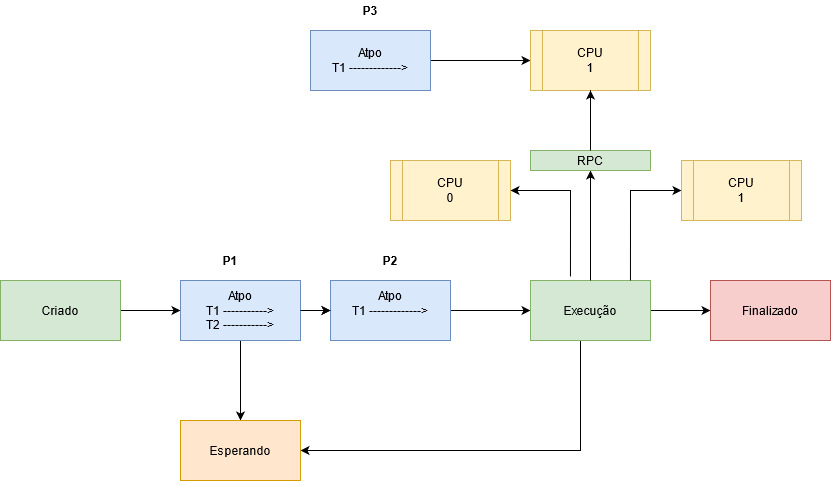 P3
Atpo
T1 ------------->
CPU
1
RPC
CPU
0
CPU
1
P1
P2
Criado
Atpo
T1 ----------->
T2 ----------->
Atpo
T1 ------------->
Execução
Finalizado
Esperando